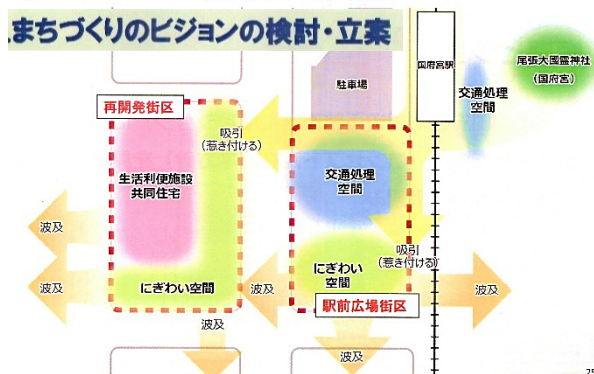 まちづくりのビジョンの検討・立案
国府宮駅
尾張大國霊神社
（国府宮）
駐車場
交通処理
空間
再開発街区
吸引
（惹き付ける）
生活利便施設
共同住宅
交通処理
空間
波及
吸引
（惹き付ける）
にぎわい
空間
波及
にぎわい空間
波及
波及
駅前広場街区
波及
波及